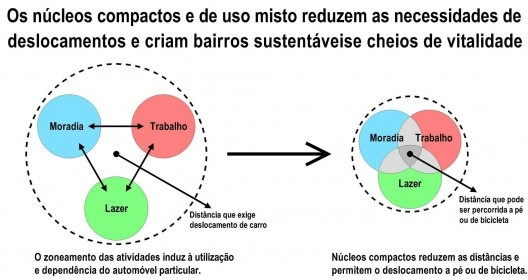 Os núcleos compactos e de uso misto reduzem as necessidades de
deslocamentos e criam bairros sustentáveise cheios de vitalidade
Moradia
Trabalho
Lazer
Distância que exige
deslocamento de carro
O zoneamento das atividades induz à utilização
e dependência do automóvel particular.
Moradia
Trabalho
Lazer
Distância que pode
ser percorrida a pé
ou de bicicleta
Núcleos compactos reduzem as distâncias e
permitem o deslocamento a pé ou de bicicleta.